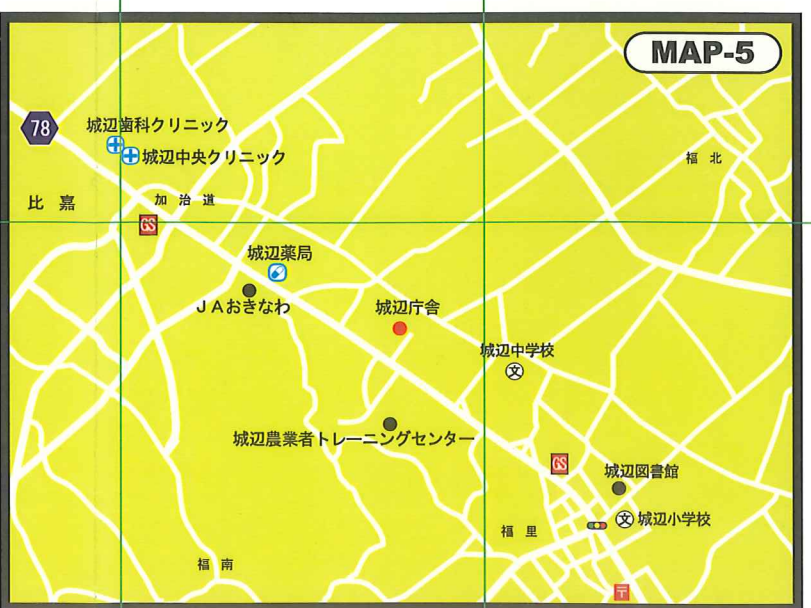 MAP-5
78
城辺歯科クリニック
城辺中央クリニック
福北
比嘉
加治道
GS
城辺薬局
JAおきなわ
城辺庁舎
城辺中学校
文
城辺農業者トレーニングセンター
GS
城辺図書館
文 城辺小学校
福里
福南
〒